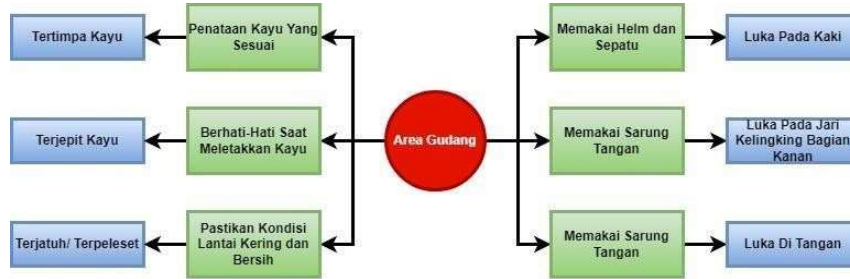 Tertimpa Kayu
Penataan Kayu Yang
Sesuai
Memakai Helm dan
Sepatu
Luka Pada Kaki
Terjepit Kayu
Berhati-Hati Saat
Meletakkan Kayu
Area Gudang
Memakai Sarung
Tangan
Luka Pada Jari
Kelingking Bagian
Kanan
Terjatuh/ Terpeleset
Pastikan Kondisi
Lantai Kering dan
Bersih
Memakai Sarung
Tangan
Luka Di Tangan